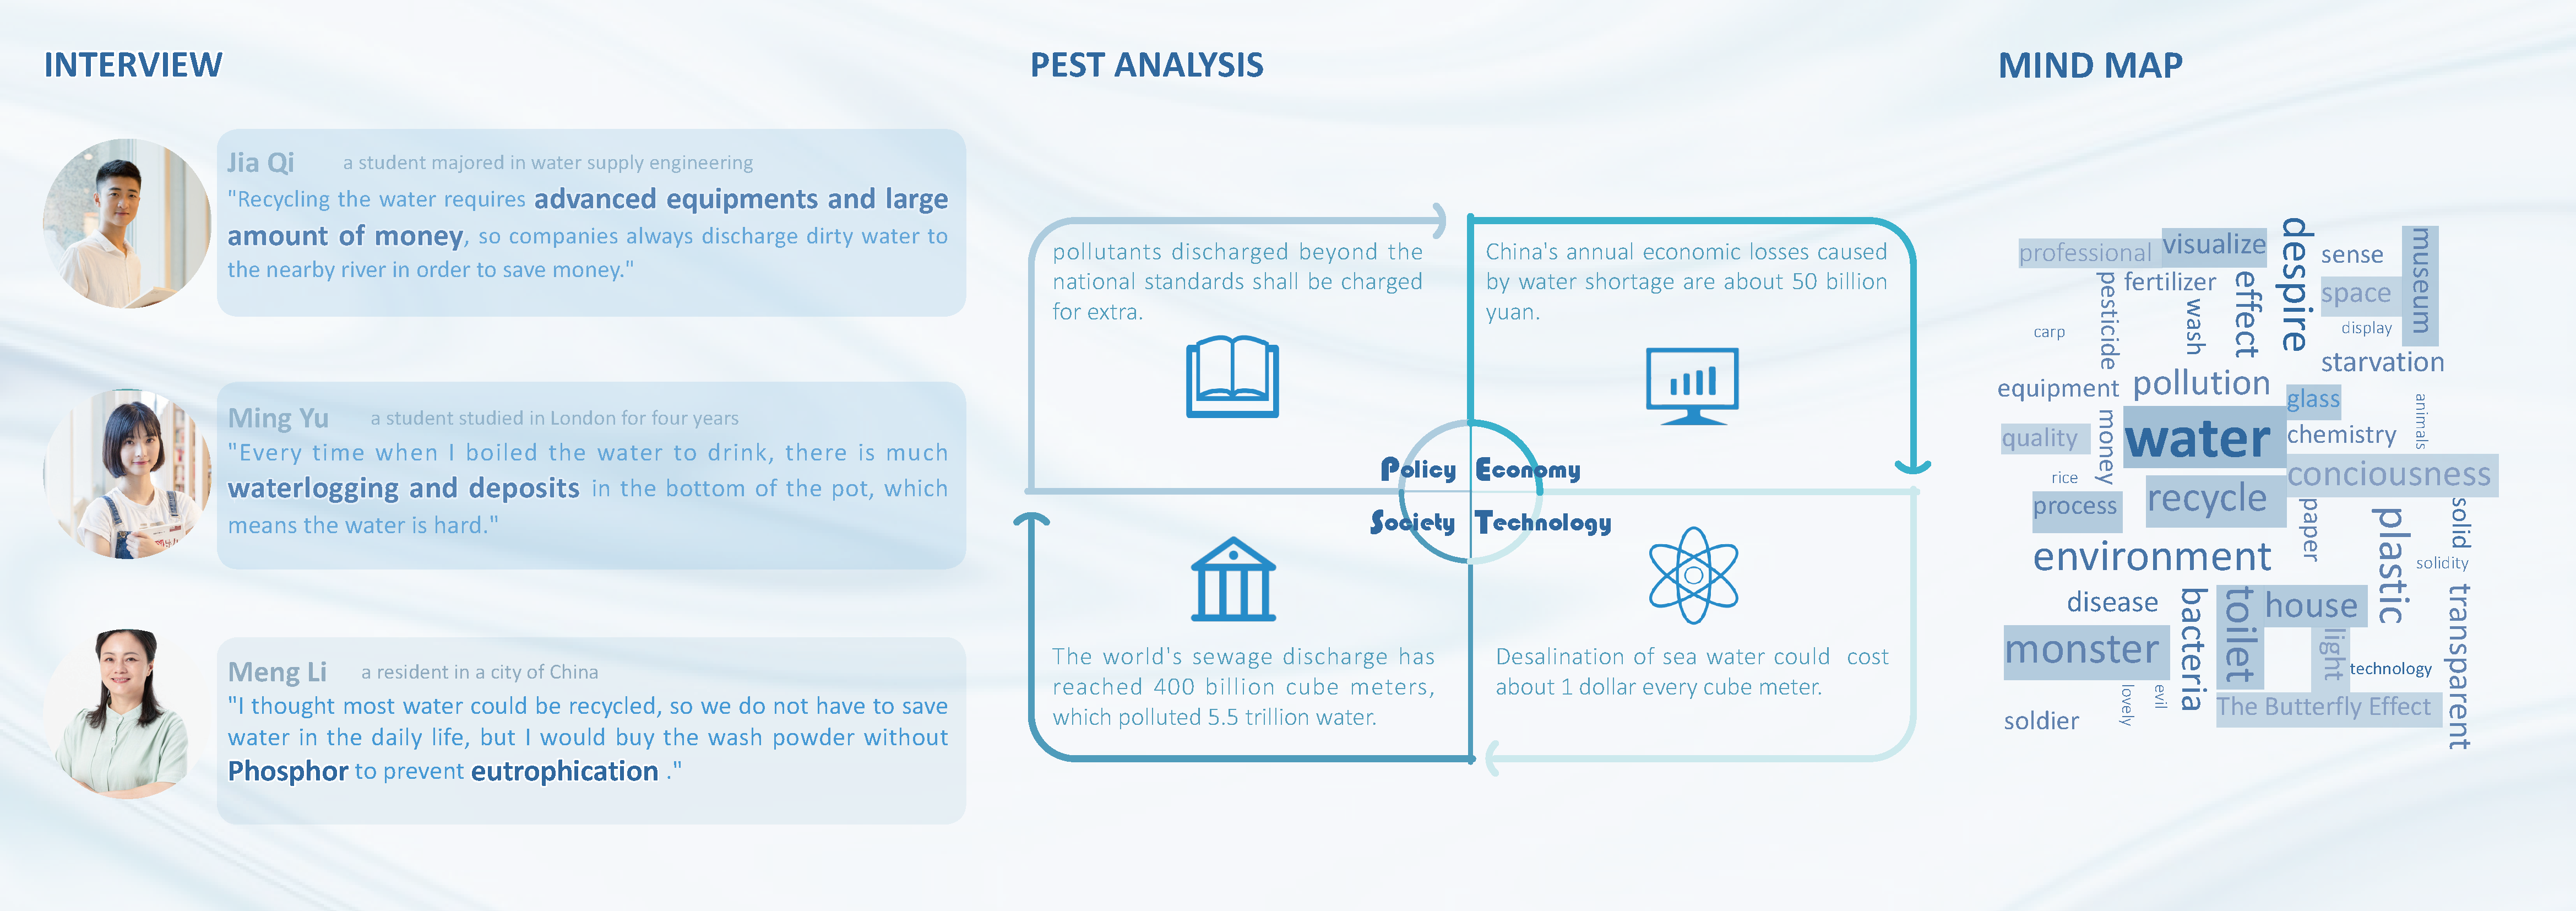 INTERVIEW
Jia Qi a student majored in water supply engineering
"Recycling the water requires advanced equipments and large
amount of money, so companies always discharge dirty water to
the nearby river in order to save money."
Ming Yu a student studied in London for four years
"Every time when I boiled the water to drink, there is much
waterlogging and deposits in the bottom of the pot, which
means the water is hard."
Meng Li a resident in a city of China
"I thought most water could be recycled, so we do not have to save
water in the daily life, but I would buy the wash powder without
Phosphor to prevent eutrophication ."
PEST ANALYSIS
pollutants discharged beyond the
national standards shall be charged
for extra.
China's annual economic losses caused
by water shortage are about 50 billion
yuan.
Policy
Economy
Society
Technology
The world's sewage discharge has
reached 400 billion cube meters,
which polluted 5.5 trillion water.
Desalination of sea water could cost
about 1 dollar every cube meter.
MIND MAP
professional
visualize
despire
sense
museum
pesticide
fertilizer
wash
effect
space
display
carp
starvation
equipment
pollution
glass
animals
quality
money
water
chemistry
rice
conciousness
process
recycle
paper
plastic
solid
environment
solidity
disease
bacteria
toilet
house
transparent
monster
light
technology
lovely
evil
The Butterfly Effect
soldier